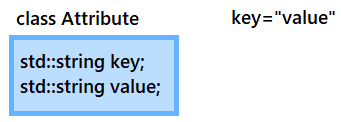 class Attribute
key="value"
std::string key;
std::string value;